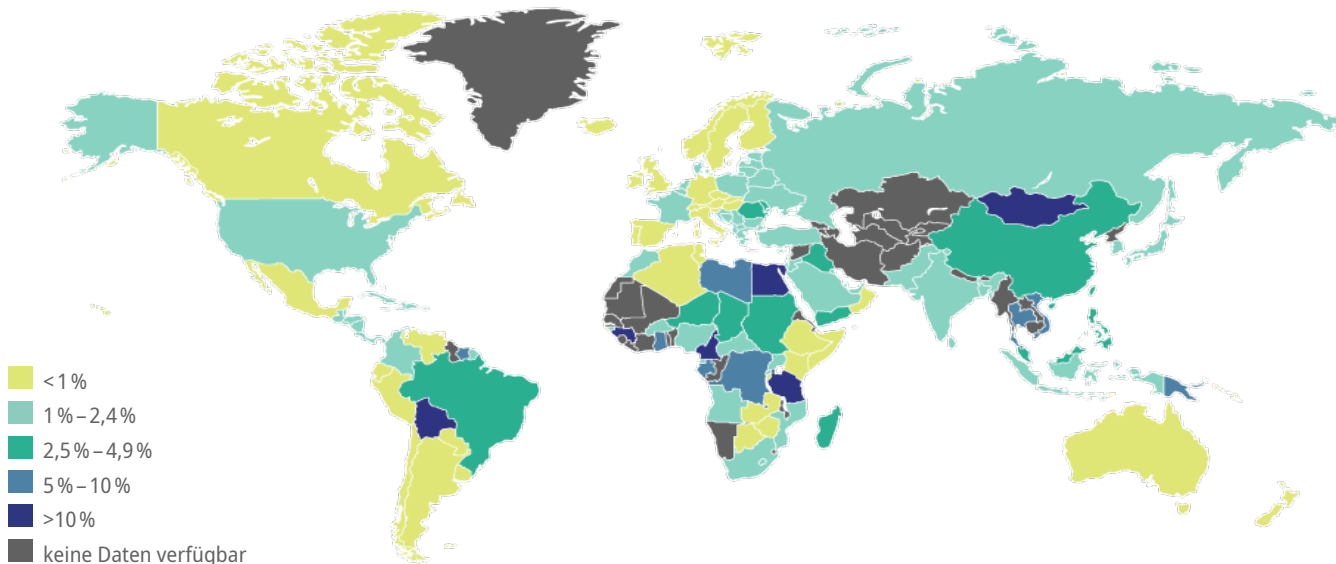 <1 %
1 % – 2,4 %
2,5 % – 4,9 %
5 % – 10 %
>10 %
keine Daten verfügbar